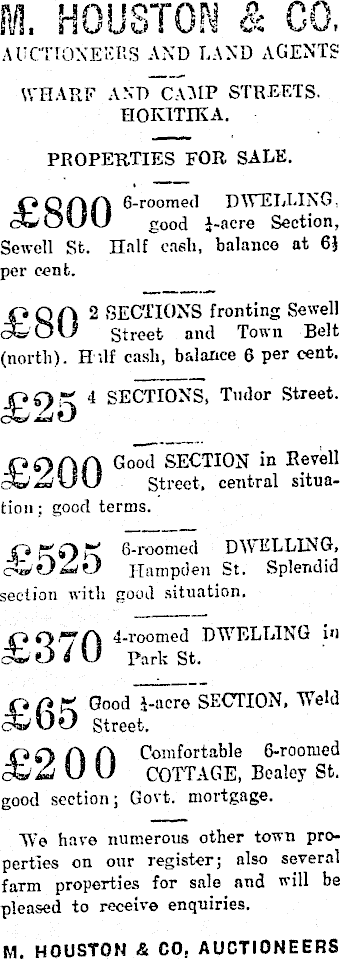 M. HOUSTON & CO,
AUCTIONEERS AND LAND AGENTS
WHARF AND CAMP STREETS.
HOKITIKA.
PROPERTIES FOR SALE.
£800 6-roomed DWELLING,
good ¼-acre Section,
Sewell St. Half cash, balance at 6½
per cent.
£80 2 SECTIONS fronting Sewell
Street and Town Belt
(north). Half cash, balance 6 per cent.
£25 4 SECTIONS, Tudor Street.
£200 Good SECTION in Revell
Street, central situa-
tion; good terms.
£525 6-roomed DWELLING,
Hampden St. Splendid
section with good situation.
£370 4-roomed DWELLING in
Park St.
£65 Good ¼-acre SECTION, Weld
Street.
£200 Comfortable 6-roomed
COTTAGE, Bealey St.
good section; Govt. mortgage.
We have numerous other town pro-
perties on our register; also several
farm properties for sale and will be
pleased to receive enquiries.
M. HOUSTON & CO, AUCTIONEERS